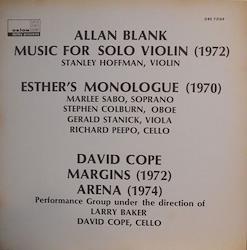 ALLAN BLANK
MUSIC FOR SOLO VIOLIN (1972)
STANLEY HOFFMAN, VIOLIN
ESTHER'S MONOLOGUE (1970)
MARLEE SABO, SOPRANO
STEPHEN COLBURN, OBOE
GERALD STANICK, VIOLA
RICHARD PEEPO, CELLO
DAVID COPE
MARGINS (1972)
ARENA (1974)
Performance Group under the direction of
LARRY BAKER
DAVID COPE, CELLO